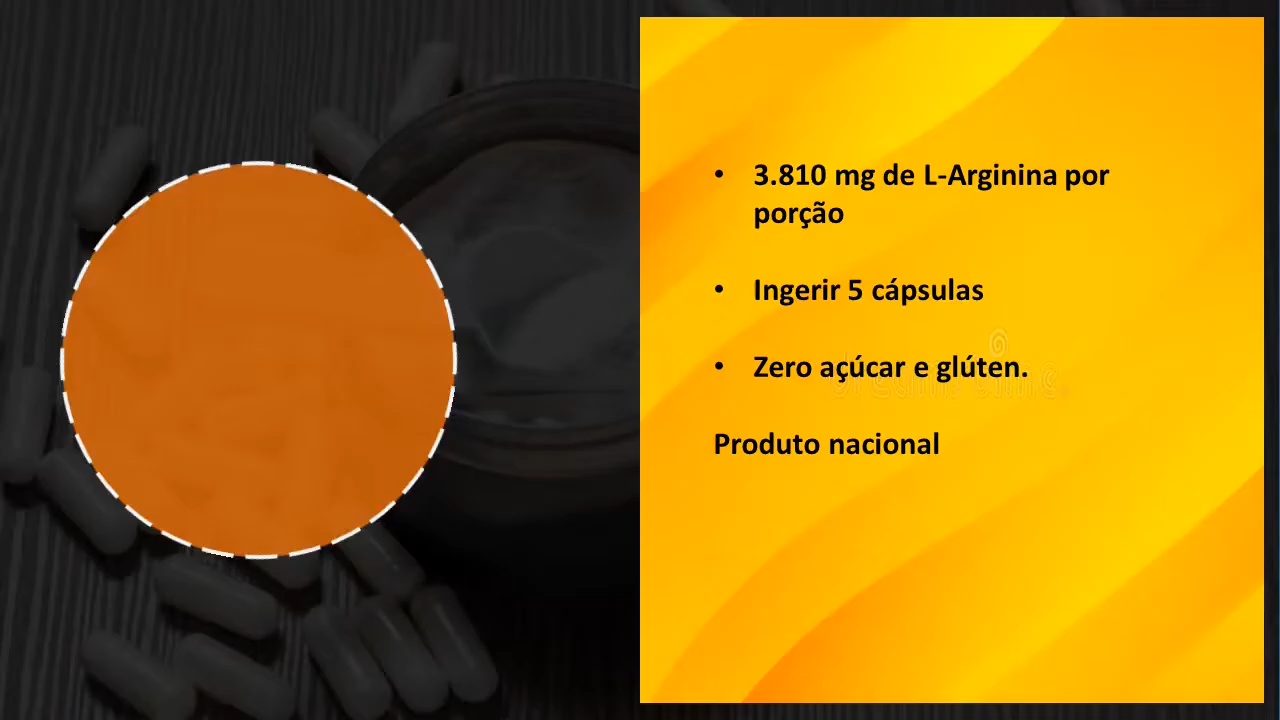 • 3.810 mg de L-Arginina por
porção
• Ingerir 5 cápsulas
• Zero açúcar e glúten.
Produto nacional